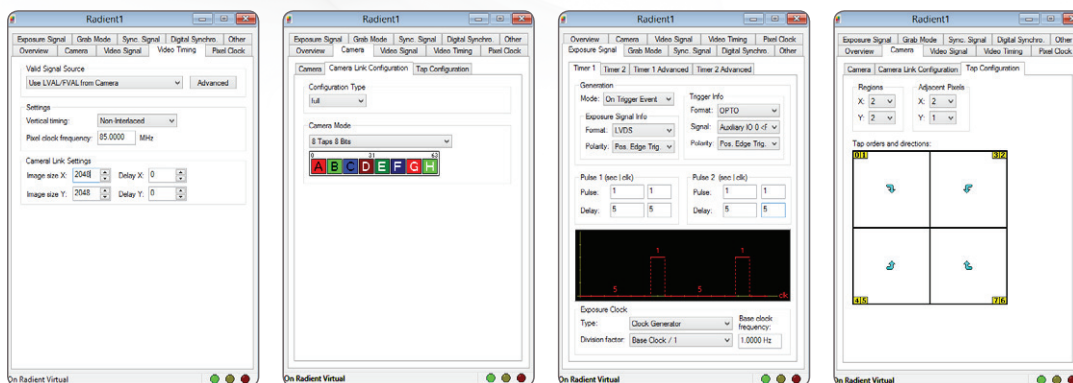 Radient1
Exposure Signal Grab Mode Sync. Signal Digital Synchro. Other
Overview Camera Video Signal Video Timing Pixel Clock
Valid Signal Source
Use LVAL/FVAL from Camera Advanced
Settings
Vertical timing: Non-Interlaced
Pixel clock frequency: 85.0000 MHz
CameraI Link Settings
Image size X: 2048 Delay X: 0
Image size Y: 2048 Delay Y: 0
On Radient Virtual
Radient1
Exposure Signal Grab Mode Sync. Signal Digital Synchro. Other
Overview Camera Video Signal Video Timing Pixel Clock
Camera Camera Link Configuration Tap Configuration
Configuration Type
full
Camera Mode
8 Taps 8 Bits
0 31 63
A B C D E F G H
On Radient Virtual
Radient1
Overview Camera Video Signal Video Timing Pixel Clock
Exposure Signal Grab Mode Sync. Signal Digital Synchro. Other
Timer 1 Timer 2 Timer 1 Advanced Timer 2 Advanced
Generation
Mode: On Trigger Event
Exposure Signal Info
Format: LVDS
Polarity: Pos. Edge Trig.
Trigger Info
Format: OPTO
Signal: Auxiliary IO 0 <F
Polarity: Pos. Edge Trig.
Pulse 1 (sec | clk)
Pulse: 1 1
Delay: 5 5
Pulse 2 (sec | clk)
Pulse: 1 1
Delay: 5 5
1 1
5 5 clk
Exposure Clock
Type: Clock Generator
Division factor: Base Clock / 1
Base clock
frequency:
1.0000 Hz
On Radient Virtual
Radient1
Exposure Signal Grab Mode Sync. Signal Digital Synchro. Other
Overview Camera Video Signal Video Timing Pixel Clock
Camera Camera Link Configuration Tap Configuration
Regions Adjacent Pixels
X: 2 X: 2
Y: 2 Y: 1
Tap orders and directions:
0 1 3 2
4 5 7 6
On Radient Virtual